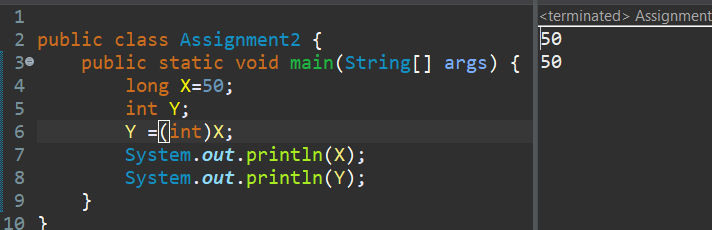 1
2 public class Assignment2 {
3 public static void main(String[] args) {
4 long X=50;
5 int Y;
6 Y =(int)X;
7 System.out.println(X);
8 System.out.println(Y);
9 }
10 }
<terminated> Assignment
50
50